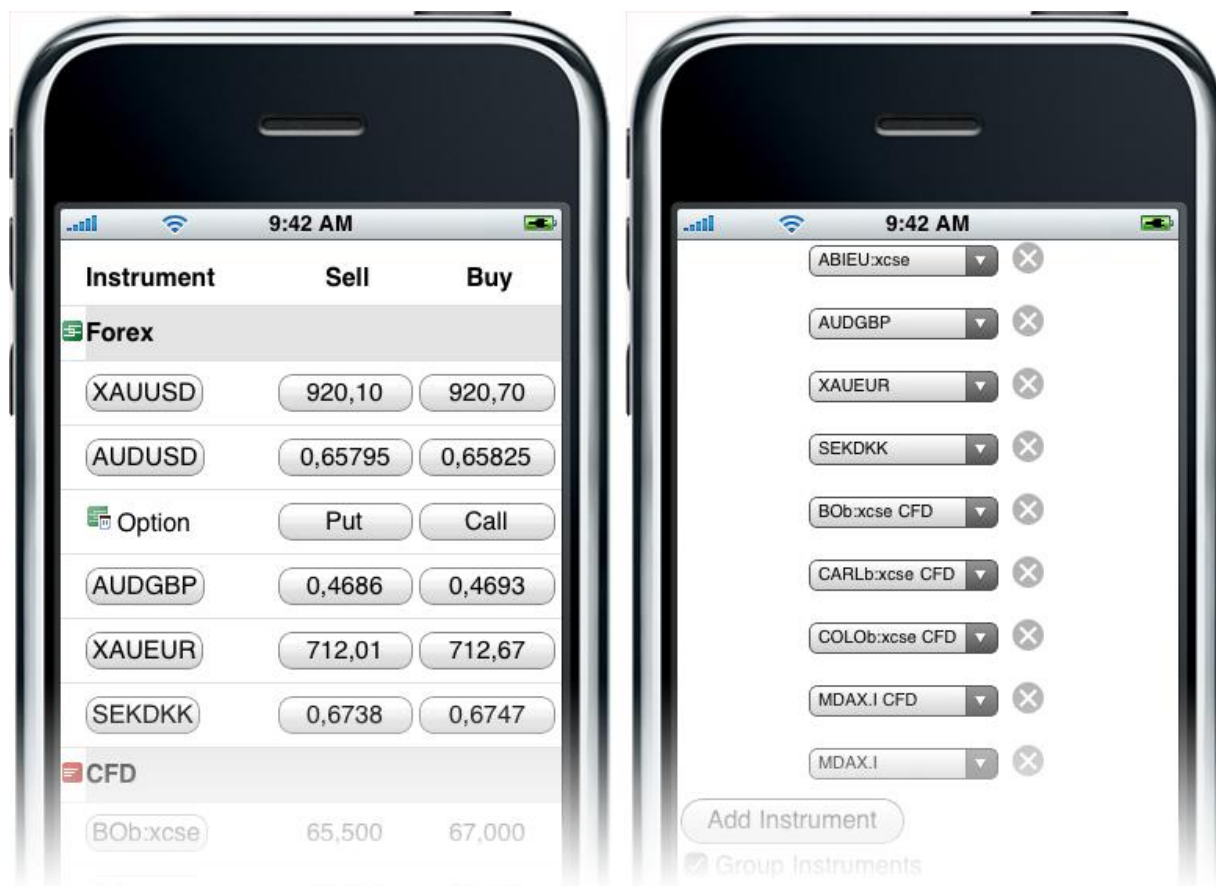 9:42 AM
Instrument Sell Buy
Forex
XAUUSD 920,10 920,70
AUDUSD 0,65795 0,65825
Option Put Call
AUDGBP 0,4686 0,4693
XAUEUR 712,01 712,67
SEKDKK 0,6738 0,6747
CFD
BOb:xcse 65,500 67,000
9:42 AM
ABIEU:xcse
AUDGBP
XAUEUR
SEKDKK
BOb:xcse CFD
CARLb:xcse CFD
COLOb:xcse CFD
MDAX.I CFD
MDAX.I
Add Instrument
Group Instruments